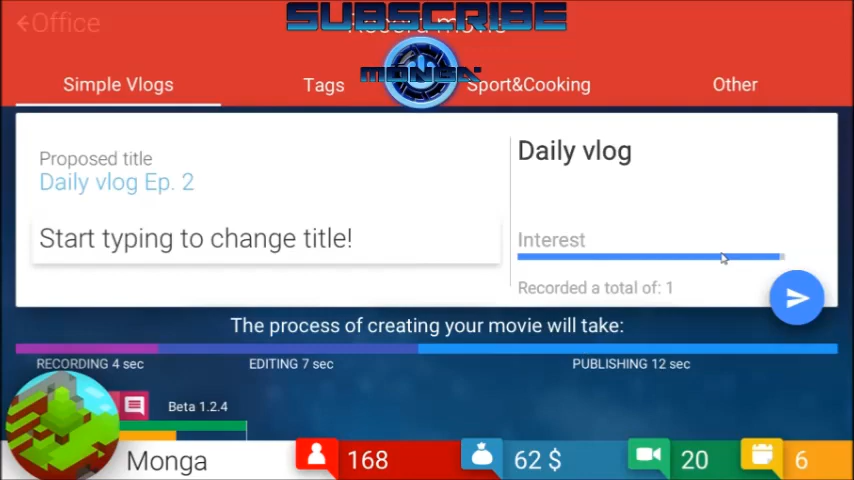 SUBSCRIBE
Office
Record movie
MONGA
Simple Vlogs
Tags
Sport&Cooking
Other
Proposed title
Daily vlog Ep. 2
Start typing to change title!
Daily vlog
Interest
Recorded a total of: 1
The process of creating your movie will take:
RECORDING 4 sec
EDITING 7 sec
PUBLISHING 12 sec
Beta 1.2.4
Monga
168
62 $
20
6